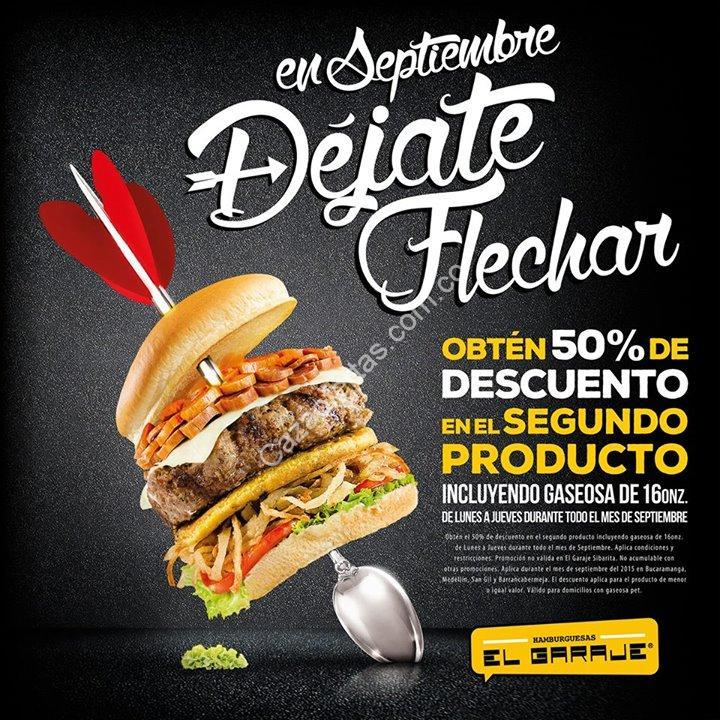 en Septiembre
Déjate
Flechar
OBTÉN 50% DE
DESCUENTO
EN EL SEGUNDO
PRODUCTO
INCLUYENDO GASEOSA DE 16ONZ.
DE LUNES A JUEVES DURANTE TODO EL MES DE SEPTIEMBRE
Obtén el 50% de descuento en el segundo producto incluyendo gaseosa de 16onz.
de Lunes a Jueves durante todo el mes de Septiembre. Aplica condiciones y
restricciones. Promoción no válida en El Garaje Sibarita. No acumulable con
otras promociones. Aplica durante el mes de septiembre del 2015 en Bucaramanga,
Medellín, San Gil y Barrancabermeja. El descuento aplica para el producto de menor
o igual valor. Válido para domicilios con gaseosa pet.
HAMBURGUESAS
EL GARAJE®